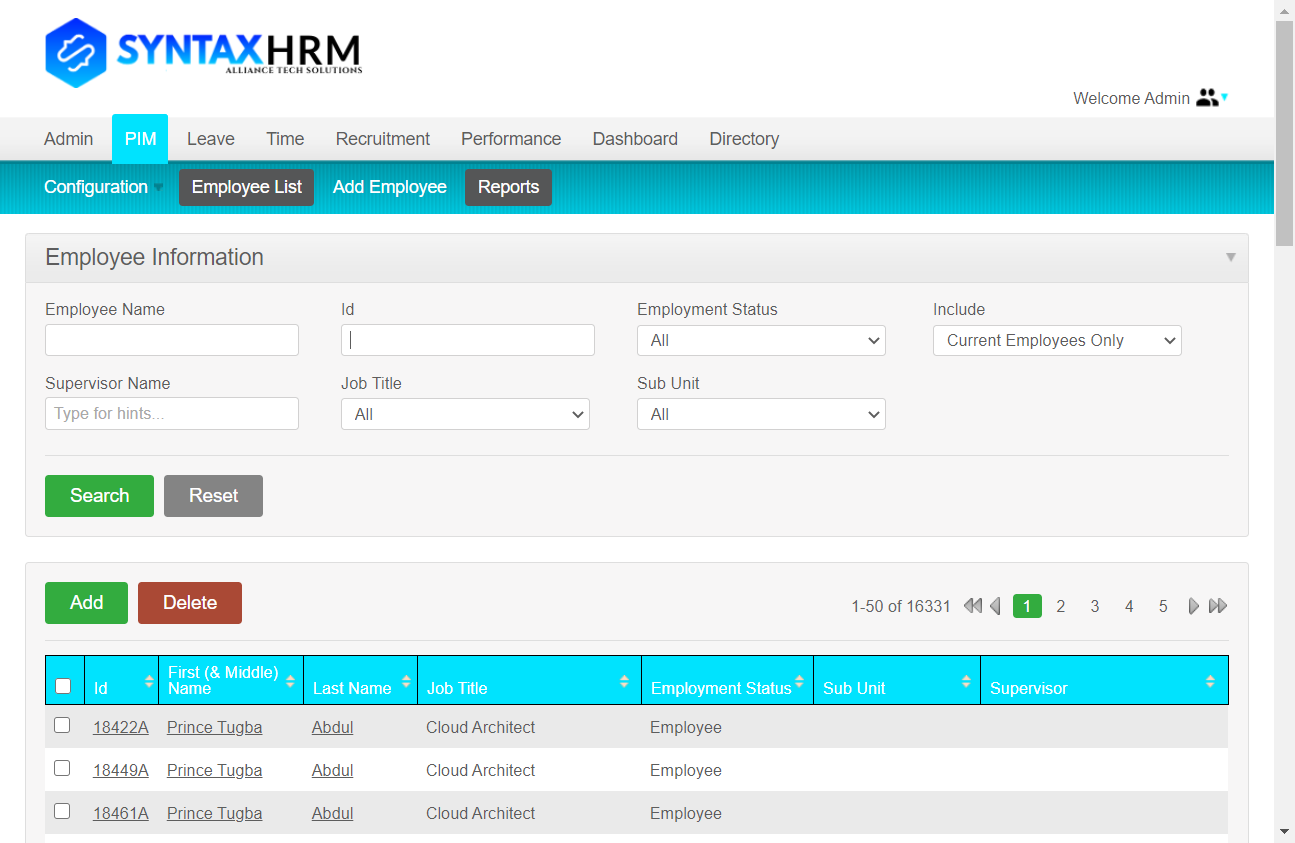 SYNTAXHRM
ALLIANCE TECH SOLUTIONS
Welcome Admin
Admin PIM Leave Time Recruitment Performance Dashboard Directory
Configuration Employee List Add Employee Reports
Employee Information
Employee Name Id Employment Status Include
All Current Employees Only
Supervisor Name Job Title Sub Unit
Type for hints... All All
Search Reset
Add Delete 1-50 of 16331 1 2 3 4 5
Id First (& Middle) Name Last Name Job Title Employment Status Sub Unit Supervisor
18422A Prince Tugba Abdul Cloud Architect Employee
18449A Prince Tugba Abdul Cloud Architect Employee
18461A Prince Tugba Abdul Cloud Architect Employee